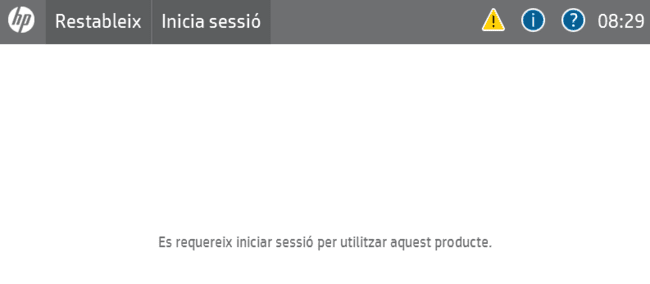 hp Restableix Inicia sessió ! i ? 08:29
Es requereix iniciar sessió per utilitzar aquest producte.